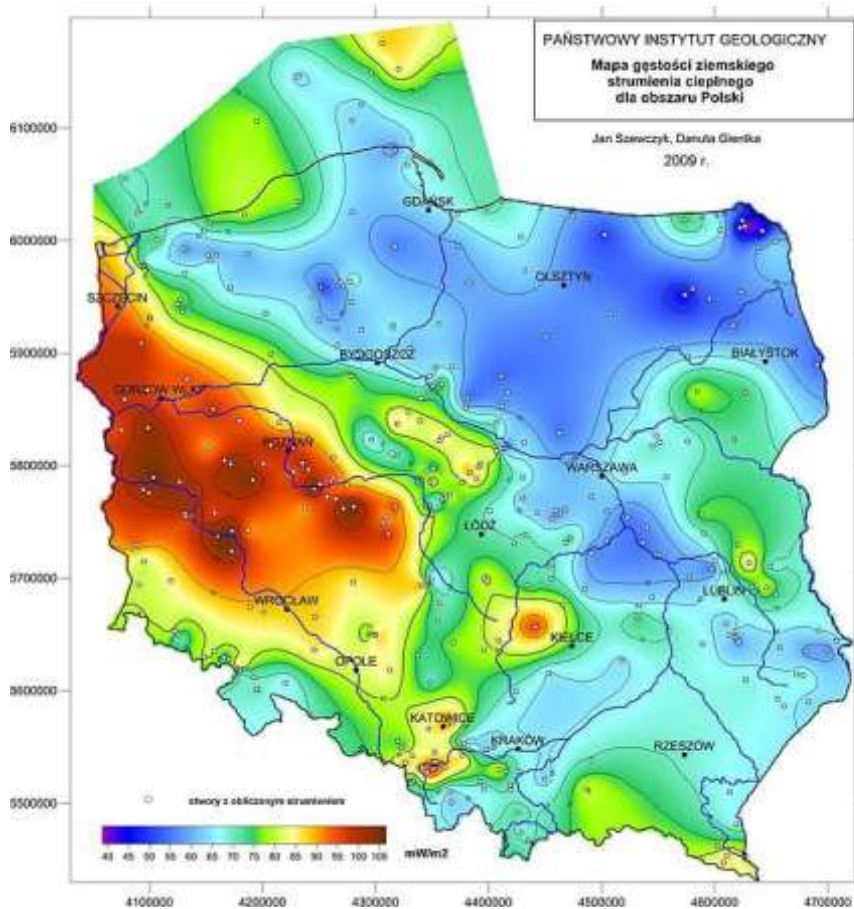 PAŃSTWOWY INSTYTUT GEOLOGICZNY
Mapa gęstości ziemskiego
strumienia cieplnego
dla obszaru Polski
Jan Szewczyk, Danuta Gientka
2009 r.
6100000
GDAŃSK
6000000
OLSZTYN
SZCZECIN
5900000
BYDGOSZCZ
BIAŁYSTOK
GORZÓW WLKP
POZNAŃ
5800000
WARSZAWA
ŁÓDŹ
5700000
LUBLIN
WROCŁAW
KIELCE
OPOLE
5600000
KATOWICE
KRAKÓW
RZESZÓW
5500000
otwory z obliczonym strumieniem
40 45 50 55 60 65 70 75 80 85 90 95 100 105
mW/m2
4100000 4200000 4300000 4400000 4500000 4600000 4700000